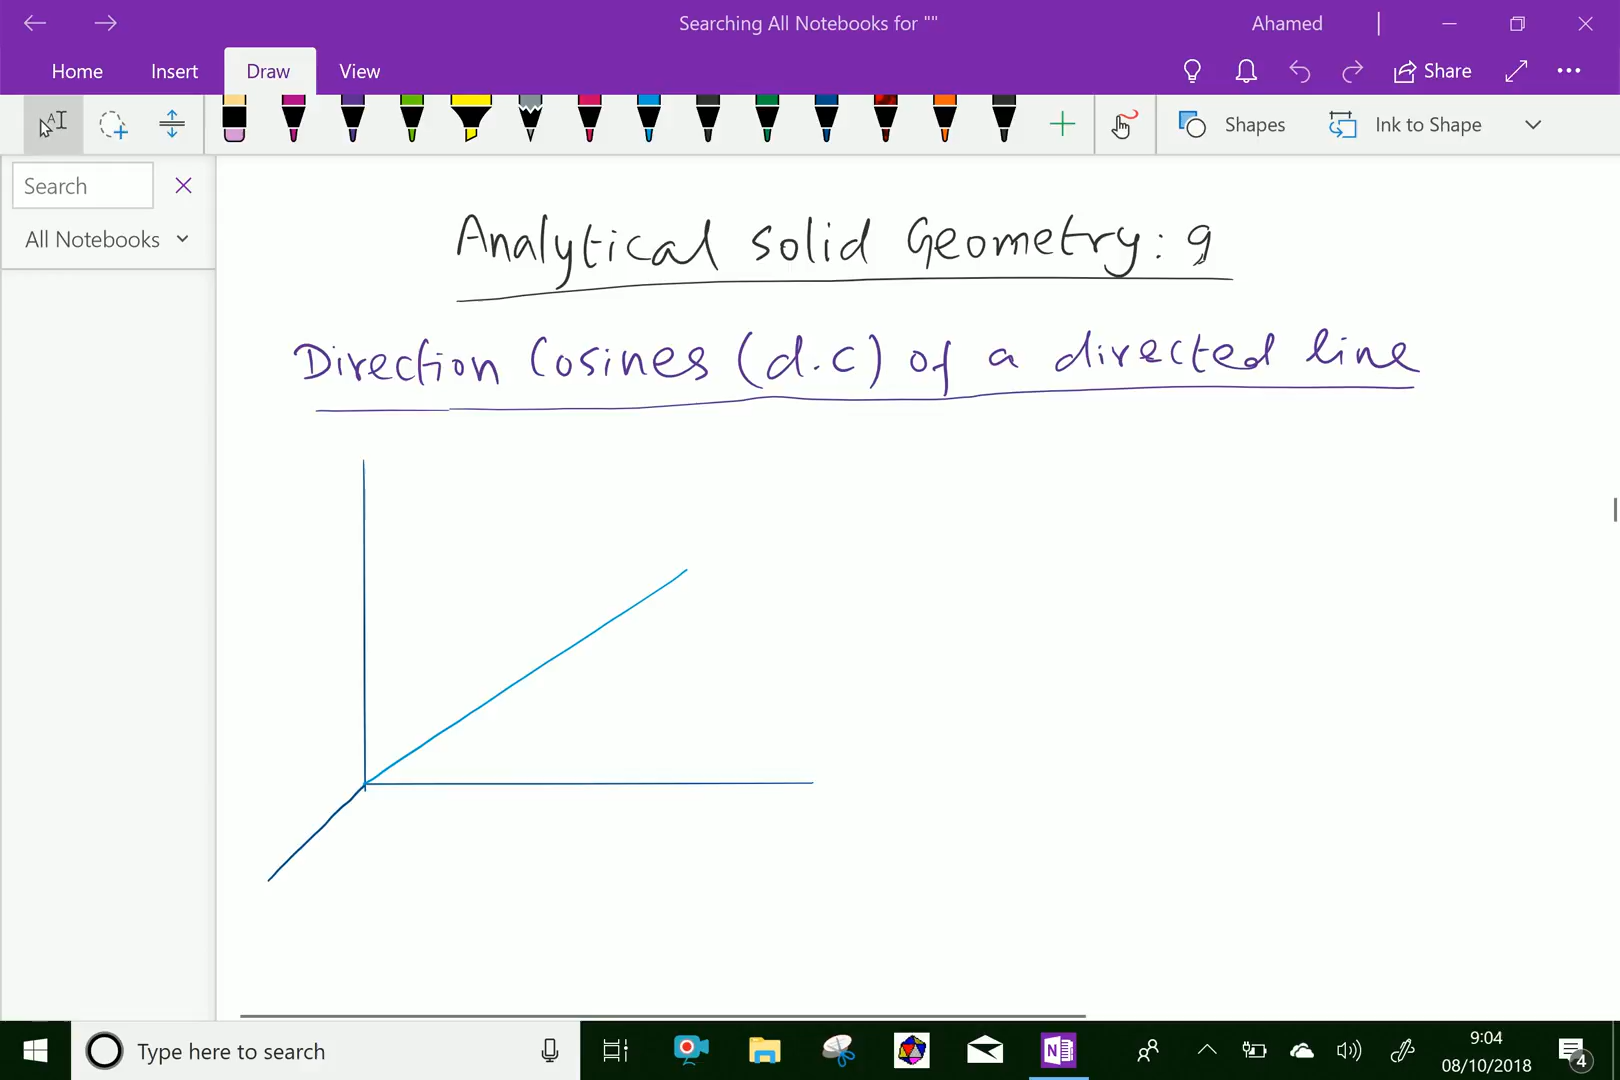 Searching All Notebooks for ""
Ahamed
Home
Insert
Draw
View
Share
Shapes
Ink to Shape
Search
All Notebooks
Analytical solid Geometry: 9
Direction Cosines (d.c) of a directed line
Type here to search
9:04
08/10/2018
4